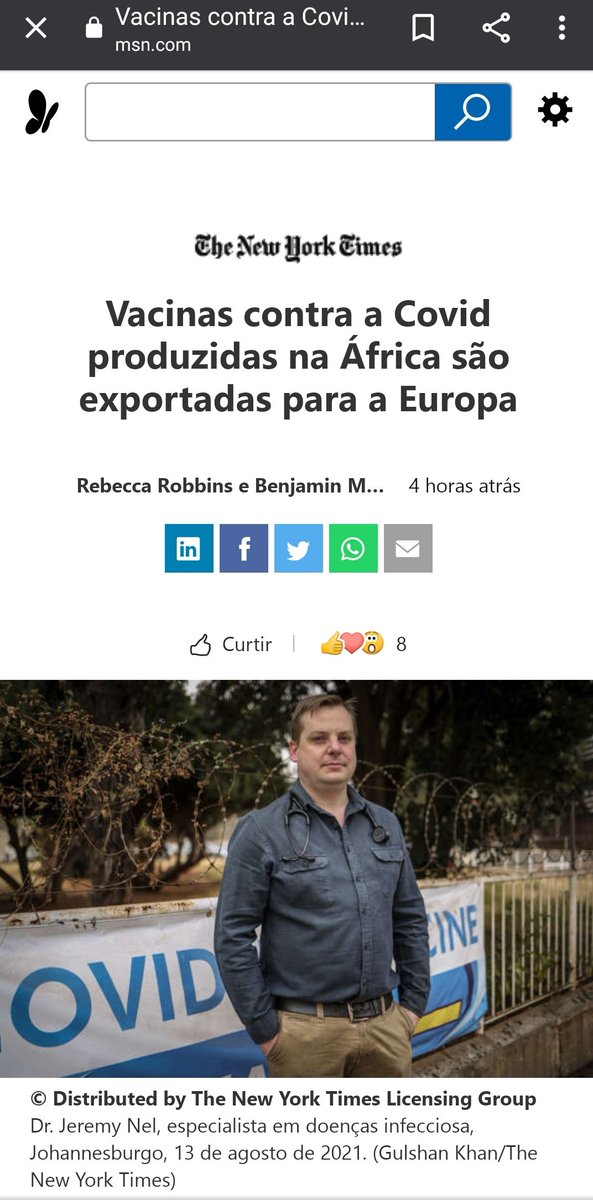 Vacinas contra a Covi...
msn.com
The New York Times
Vacinas contra a Covid
produzidas na África são
exportadas para a Europa
Rebecca Robbins e Benjamin M... 4 horas atrás
in f
Curtir 8
OVID CINE
© Distributed by The New York Times Licensing Group
Dr. Jeremy Nel, especialista em doenças infecciosa,
Johannesburgo, 13 de agosto de 2021. (Gulshan Khan/The
New York Times)